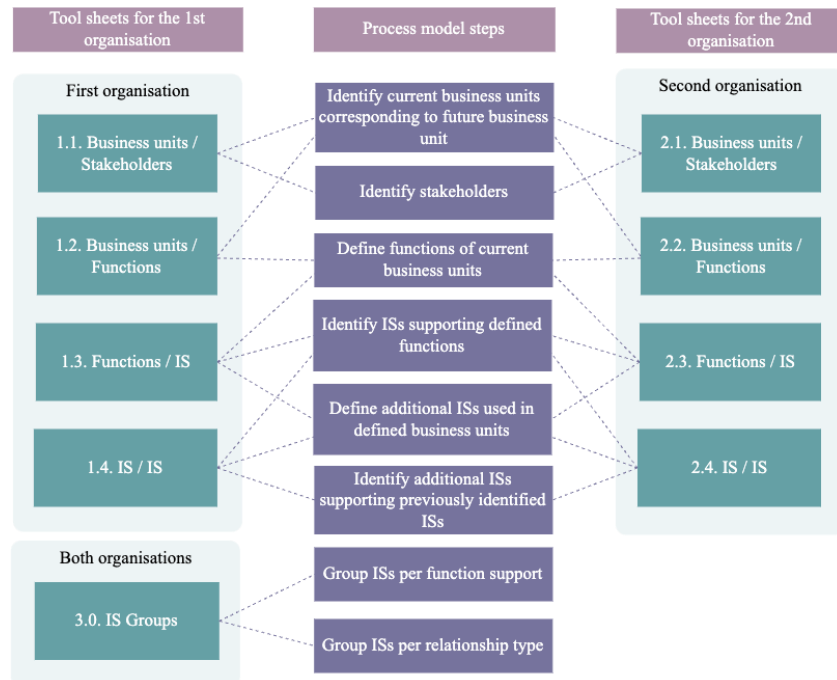 Tool sheets for the 1st
organisation
Process model steps
Tool sheets for the 2nd
organisation
First organisation
1.1. Business units /
Stakeholders
1.2. Business units /
Functions
1.3. Functions / IS
1.4. IS / IS
Both organisations
3.0. IS Groups
Identify current business units
corresponding to future business
unit
Identify stakeholders
Define functions of current
business units
Identify ISs supporting defined
functions
Define additional ISs used in
defined business units
Identify additional ISs
supporting previously identified
ISs
Group ISs per function support
Group ISs per relationship type
Second organisation
2.1. Business units /
Stakeholders
2.2. Business units /
Functions
2.3. Functions / IS
2.4. IS / IS